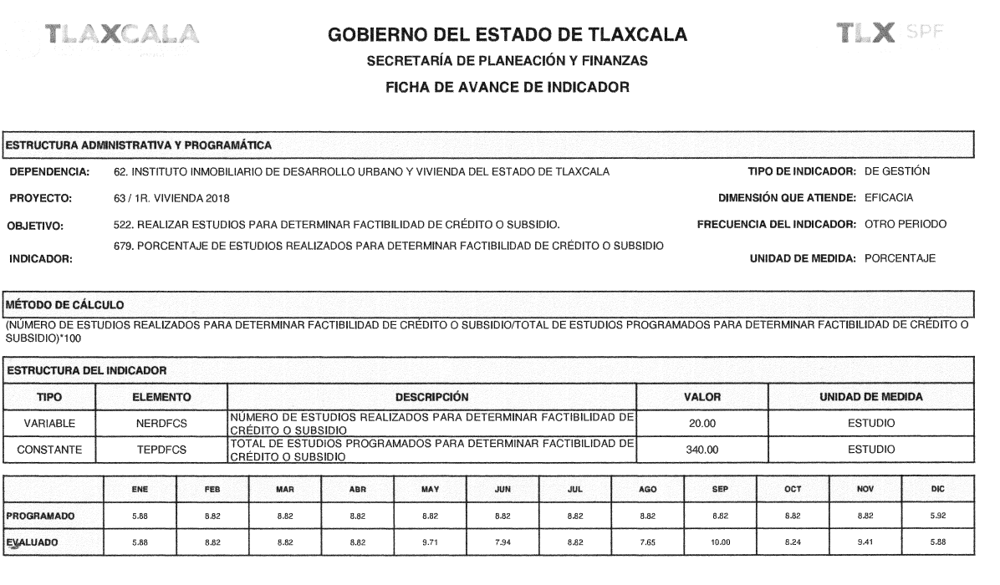 TLAXCALA
GOBIERNO DEL ESTADO DE TLAXCALA
TLX SPF
SECRETARÍA DE PLANEACIÓN Y FINANZAS
FICHA DE AVANCE DE INDICADOR
ESTRUCTURA ADMINISTRATIVA Y PROGRAMÁTICA
DEPENDENCIA: 62. INSTITUTO INMOBILIARIO DE DESARROLLO URBANO Y VIVIENDA DEL ESTADO DE TLAXCALA TIPO DE INDICADOR: DE GESTIÓN
PROYECTO: 63 / 1R. VIVIENDA 2018 DIMENSIÓN QUE ATIENDE: EFICACIA
OBJETIVO: 522. REALIZAR ESTUDIOS PARA DETERMINAR FACTIBILIDAD DE CRÉDITO O SUBSIDIO. FRECUENCIA DEL INDICADOR: OTRO PERIODO
679. PORCENTAJE DE ESTUDIOS REALIZADOS PARA DETERMINAR FACTIBILIDAD DE CRÉDITO O SUBSIDIO
INDICADOR: UNIDAD DE MEDIDA: PORCENTAJE
MÉTODO DE CÁLCULO
(NÚMERO DE ESTUDIOS REALIZADOS PARA DETERMINAR FACTIBILIDAD DE CRÉDITO O SUBSIDIO/TOTAL DE ESTUDIOS PROGRAMADOS PARA DETERMINAR FACTIBILIDAD DE CRÉDITO O
SUBSIDIO)*100
ESTRUCTURA DEL INDICADOR
TIPO ELEMENTO DESCRIPCIÓN VALOR UNIDAD DE MEDIDA
VARIABLE NERDFCS NÚMERO DE ESTUDIOS REALIZADOS PARA DETERMINAR FACTIBILIDAD DE 20.00 ESTUDIO
CRÉDITO O SUBSIDIO
CONSTANTE TEPDFCS TOTAL DE ESTUDIOS PROGRAMADOS PARA DETERMINAR FACTIBILIDAD DE 340.00 ESTUDIO
CRÉDITO O SUBSIDIO
ENE FEB MAR ABR MAY JUN JUL AGO SEP OCT NOV DIC
PROGRAMADO 5.88 8.82 8.82 8.82 8.82 8.82 8.82 8.82 8.82 8.82 8.82 5.92
EVALUADO 5.88 8.82 8.82 8.82 9.71 7.94 8.82 7.65 10.00 8.24 9.41 5.88